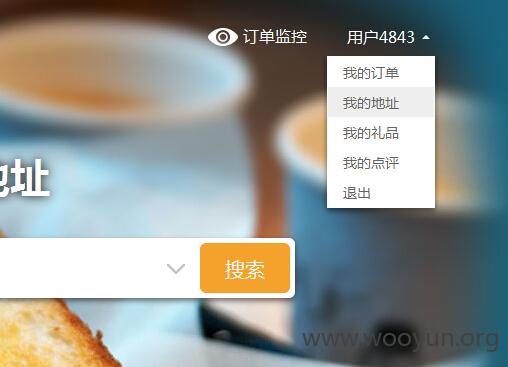 订单监控 用户4843
我的订单
我的地址
我的礼品
我的点评
退出
地址
搜索
www.wooyun.org